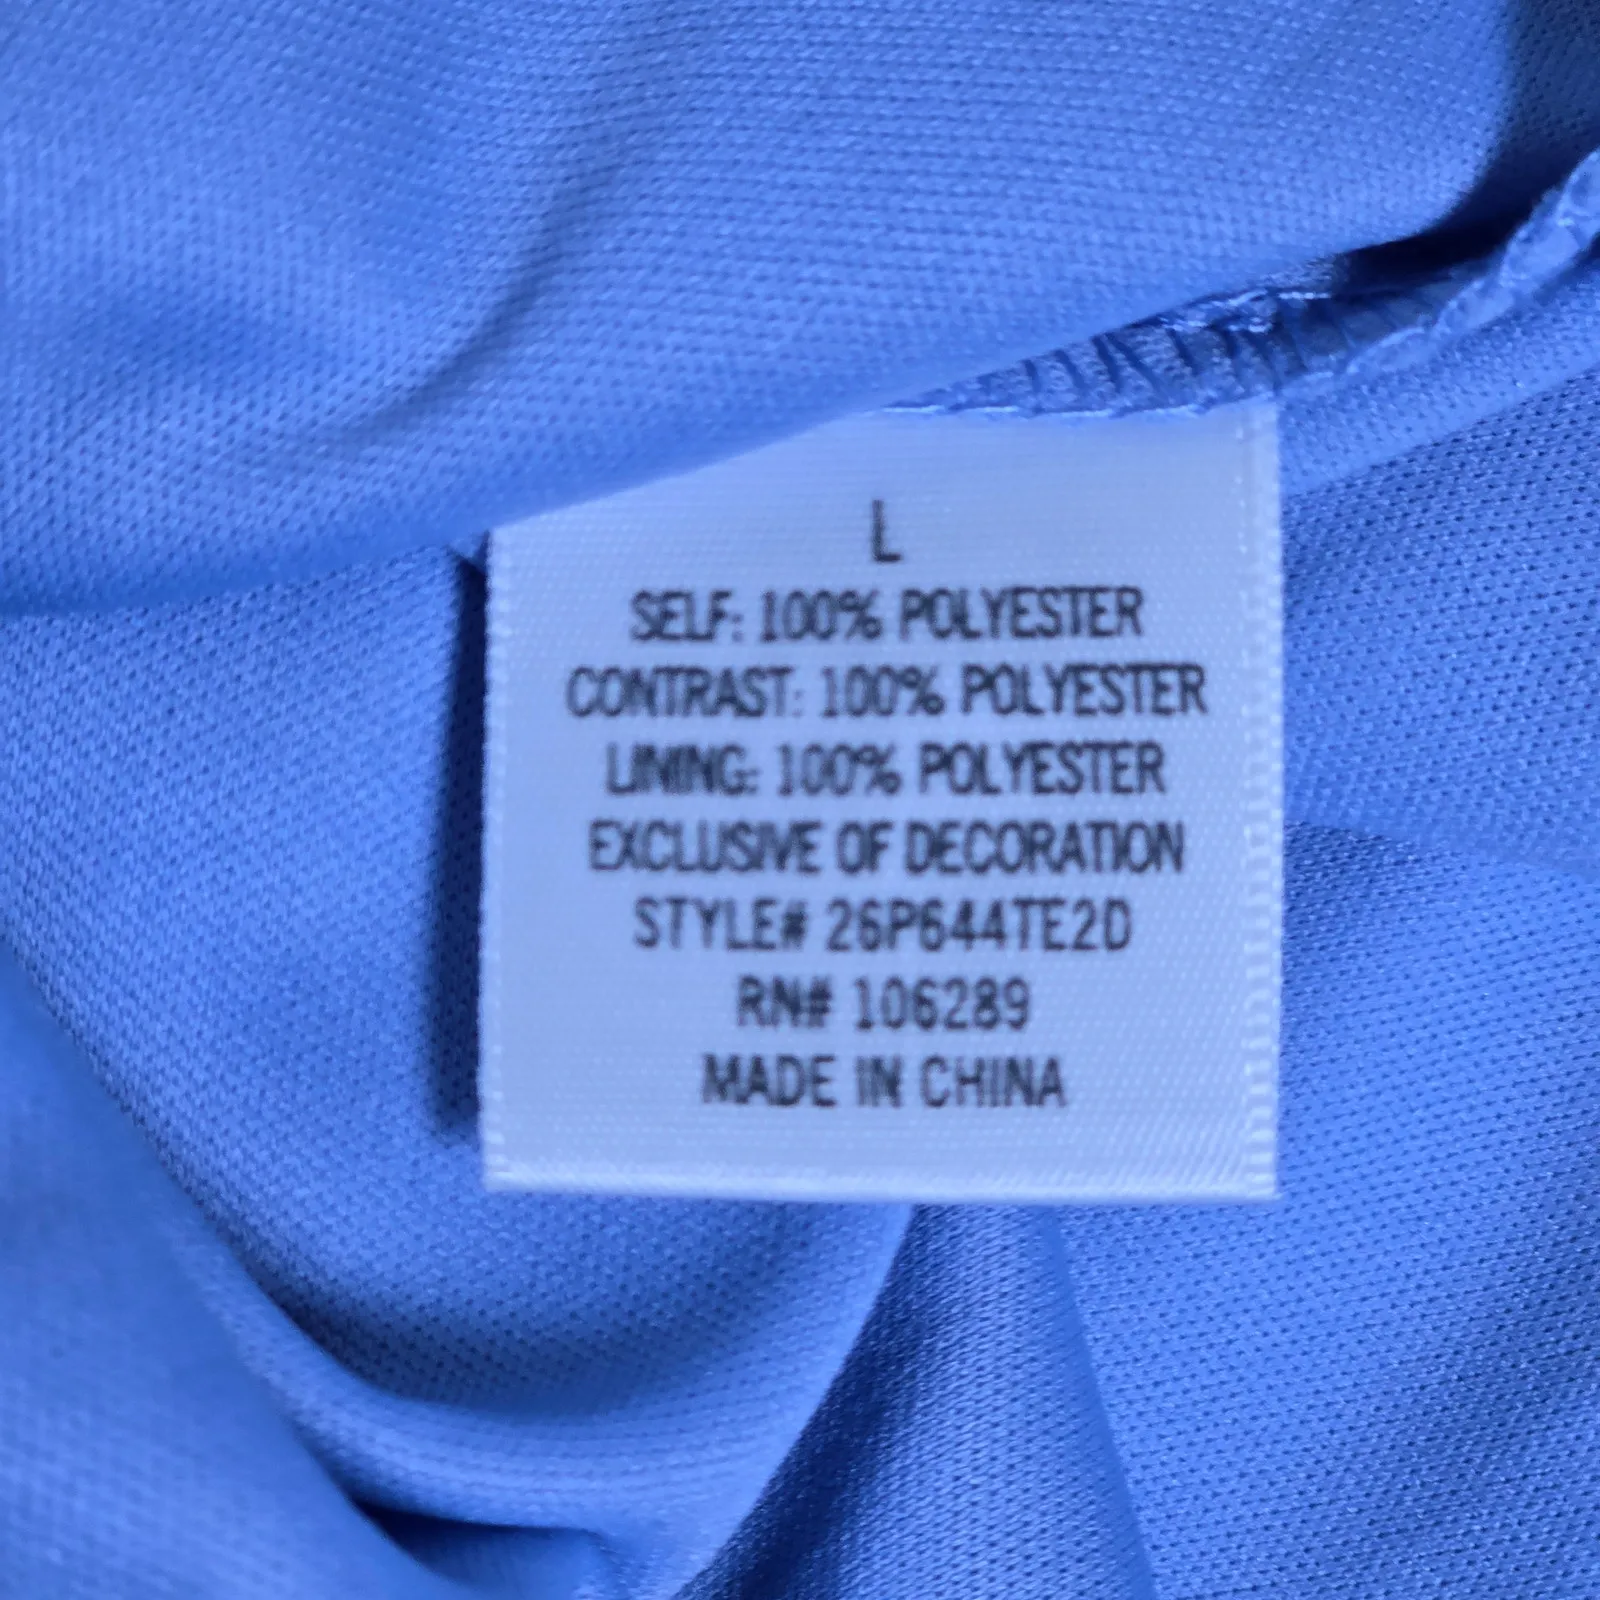 L
SELF: 100% POLYESTER
CONTRAST: 100% POLYESTER
LINING: 100% POLYESTER
EXCLUSIVE OF DECORATION
STYLE# 26P644TE2D
RN# 106289
MADE IN CHINA